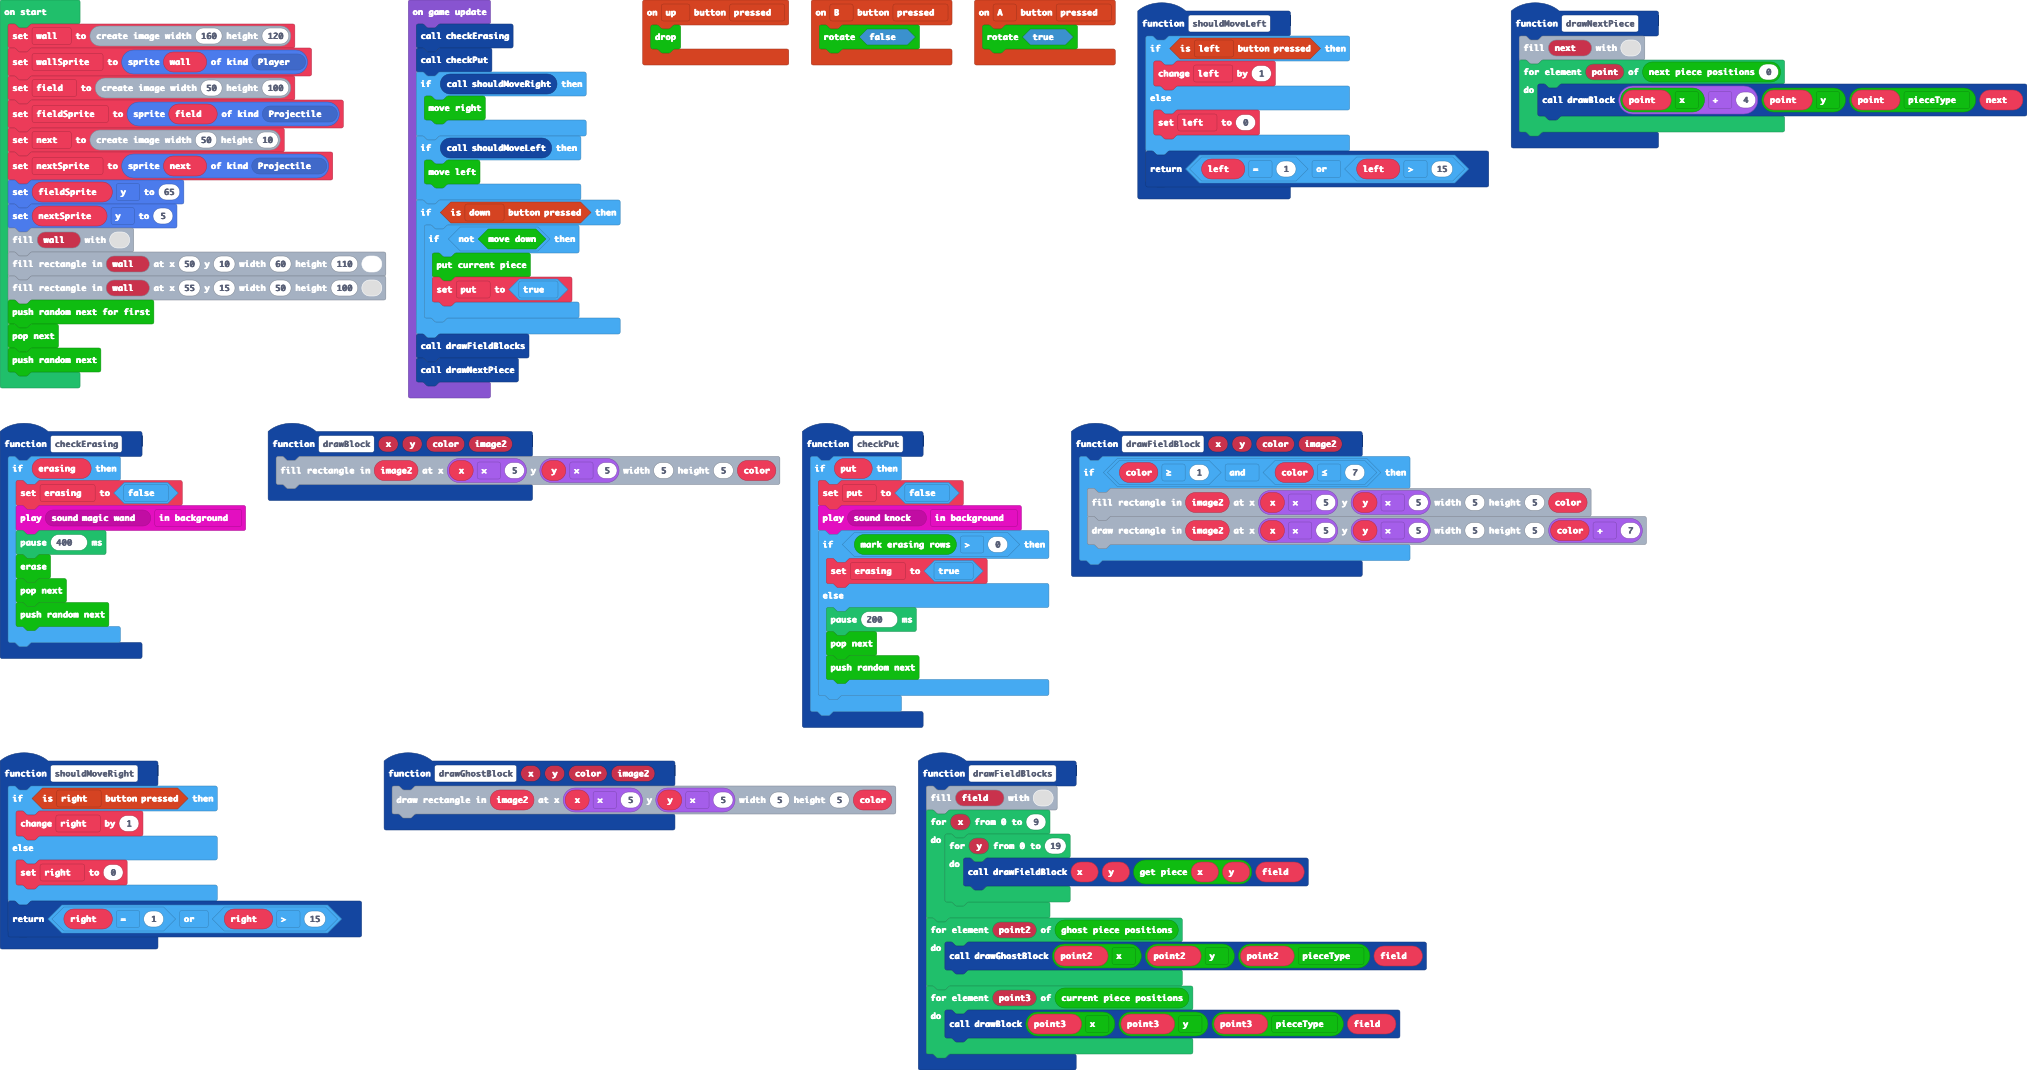 on start
set wall to create image width 160 height 120
set wallSprite to sprite wall of kind Player
set field to create image width 50 height 100
set fieldSprite to sprite field of kind Projectile
set next to create image width 50 height 10
set nextSprite to sprite next of kind Projectile
set fieldSprite y to 65
set nextSprite y to 5
fill wall with
fill rectangle in wall at x 50 y 10 width 60 height 110
fill rectangle in wall at x 55 y 15 width 50 height 100
push random next for first
pop next
push random next
on game update
call checkErasing
call checkPut
if call shouldMoveRight then
move right
if call shouldMoveLeft then
move left
if is down button pressed then
if not move down then
put current piece
set put to true
call drawFieldBlocks
call drawNextPiece
on up button pressed
drop
on B button pressed
rotate false
on A button pressed
rotate true
function shouldMoveLeft
if is left button pressed then
change left by 1
else
set left to 0
return left = 1 or left > 15
function drawNextPiece
fill next with
for element point of next piece positions 0
do call drawBlock point x + 4 point y point pieceType next
function checkErasing
if erasing then
set erasing to false
play sound magic wand in background
pause 400 ms
erase
pop next
push random next
function drawBlock x y color image2
fill rectangle in image2 at x x × 5 y y × 5 width 5 height 5 color
function checkPut
if put then
set put to false
play sound knock in background
if mark erasing rows > 0 then
set erasing to true
else
pause 200 ms
pop next
push random next
function drawFieldBlock x y color image2
if color ≥ 1 and color ≤ 7 then
fill rectangle in image2 at x x × 5 y y × 5 width 5 height 5 color
draw rectangle in image2 at x x × 5 y y × 5 width 5 height 5 color + 7
function shouldMoveRight
if is right button pressed then
change right by 1
else
set right to 0
return right = 1 or right > 15
function drawGhostBlock x y color image2
draw rectangle in image2 at x x × 5 y y × 5 width 5 height 5 color
function drawFieldBlocks
fill field with
for x from 0 to 9
do for y from 0 to 19
do call drawFieldBlock x y get piece x y field
for element point2 of ghost piece positions
do call drawGhostBlock point2 x point2 y point2 pieceType field
for element point3 of current piece positions
do call drawBlock point3 x point3 y point3 pieceType field